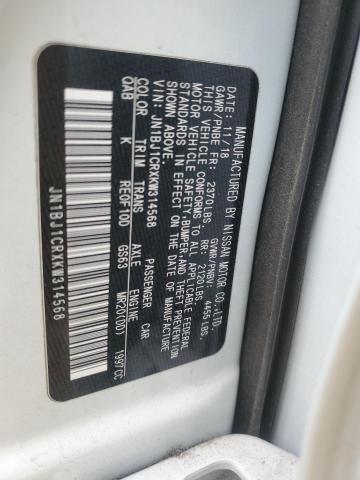 MANUFACTURED BY NISSAN MOTOR CO.,LTD.
DATE: 11/18 GVWR/PNBV: 4455 LBS.
GAWR/PNBE FR: 2370LBS. RR: 2120LBS
THIS VEHICLE CONFORMS TO ALL APPLICABLE FEDERAL
MOTOR VEHICLE SAFETY,BUMPER,AND THEFT PREVENTION
STANDARDS IN EFFECT ON THE DATE OF MANUFACTURE
SHOWN ABOVE.
VIN: JN1BJ1CRXKW314568 PASSENGER CAR
COLOR TRIM TRANS AXLE ENGINE
QAB K RE0F10D GS63 MR20(DD) 1997CC
JN1BJ1CRXKW314568